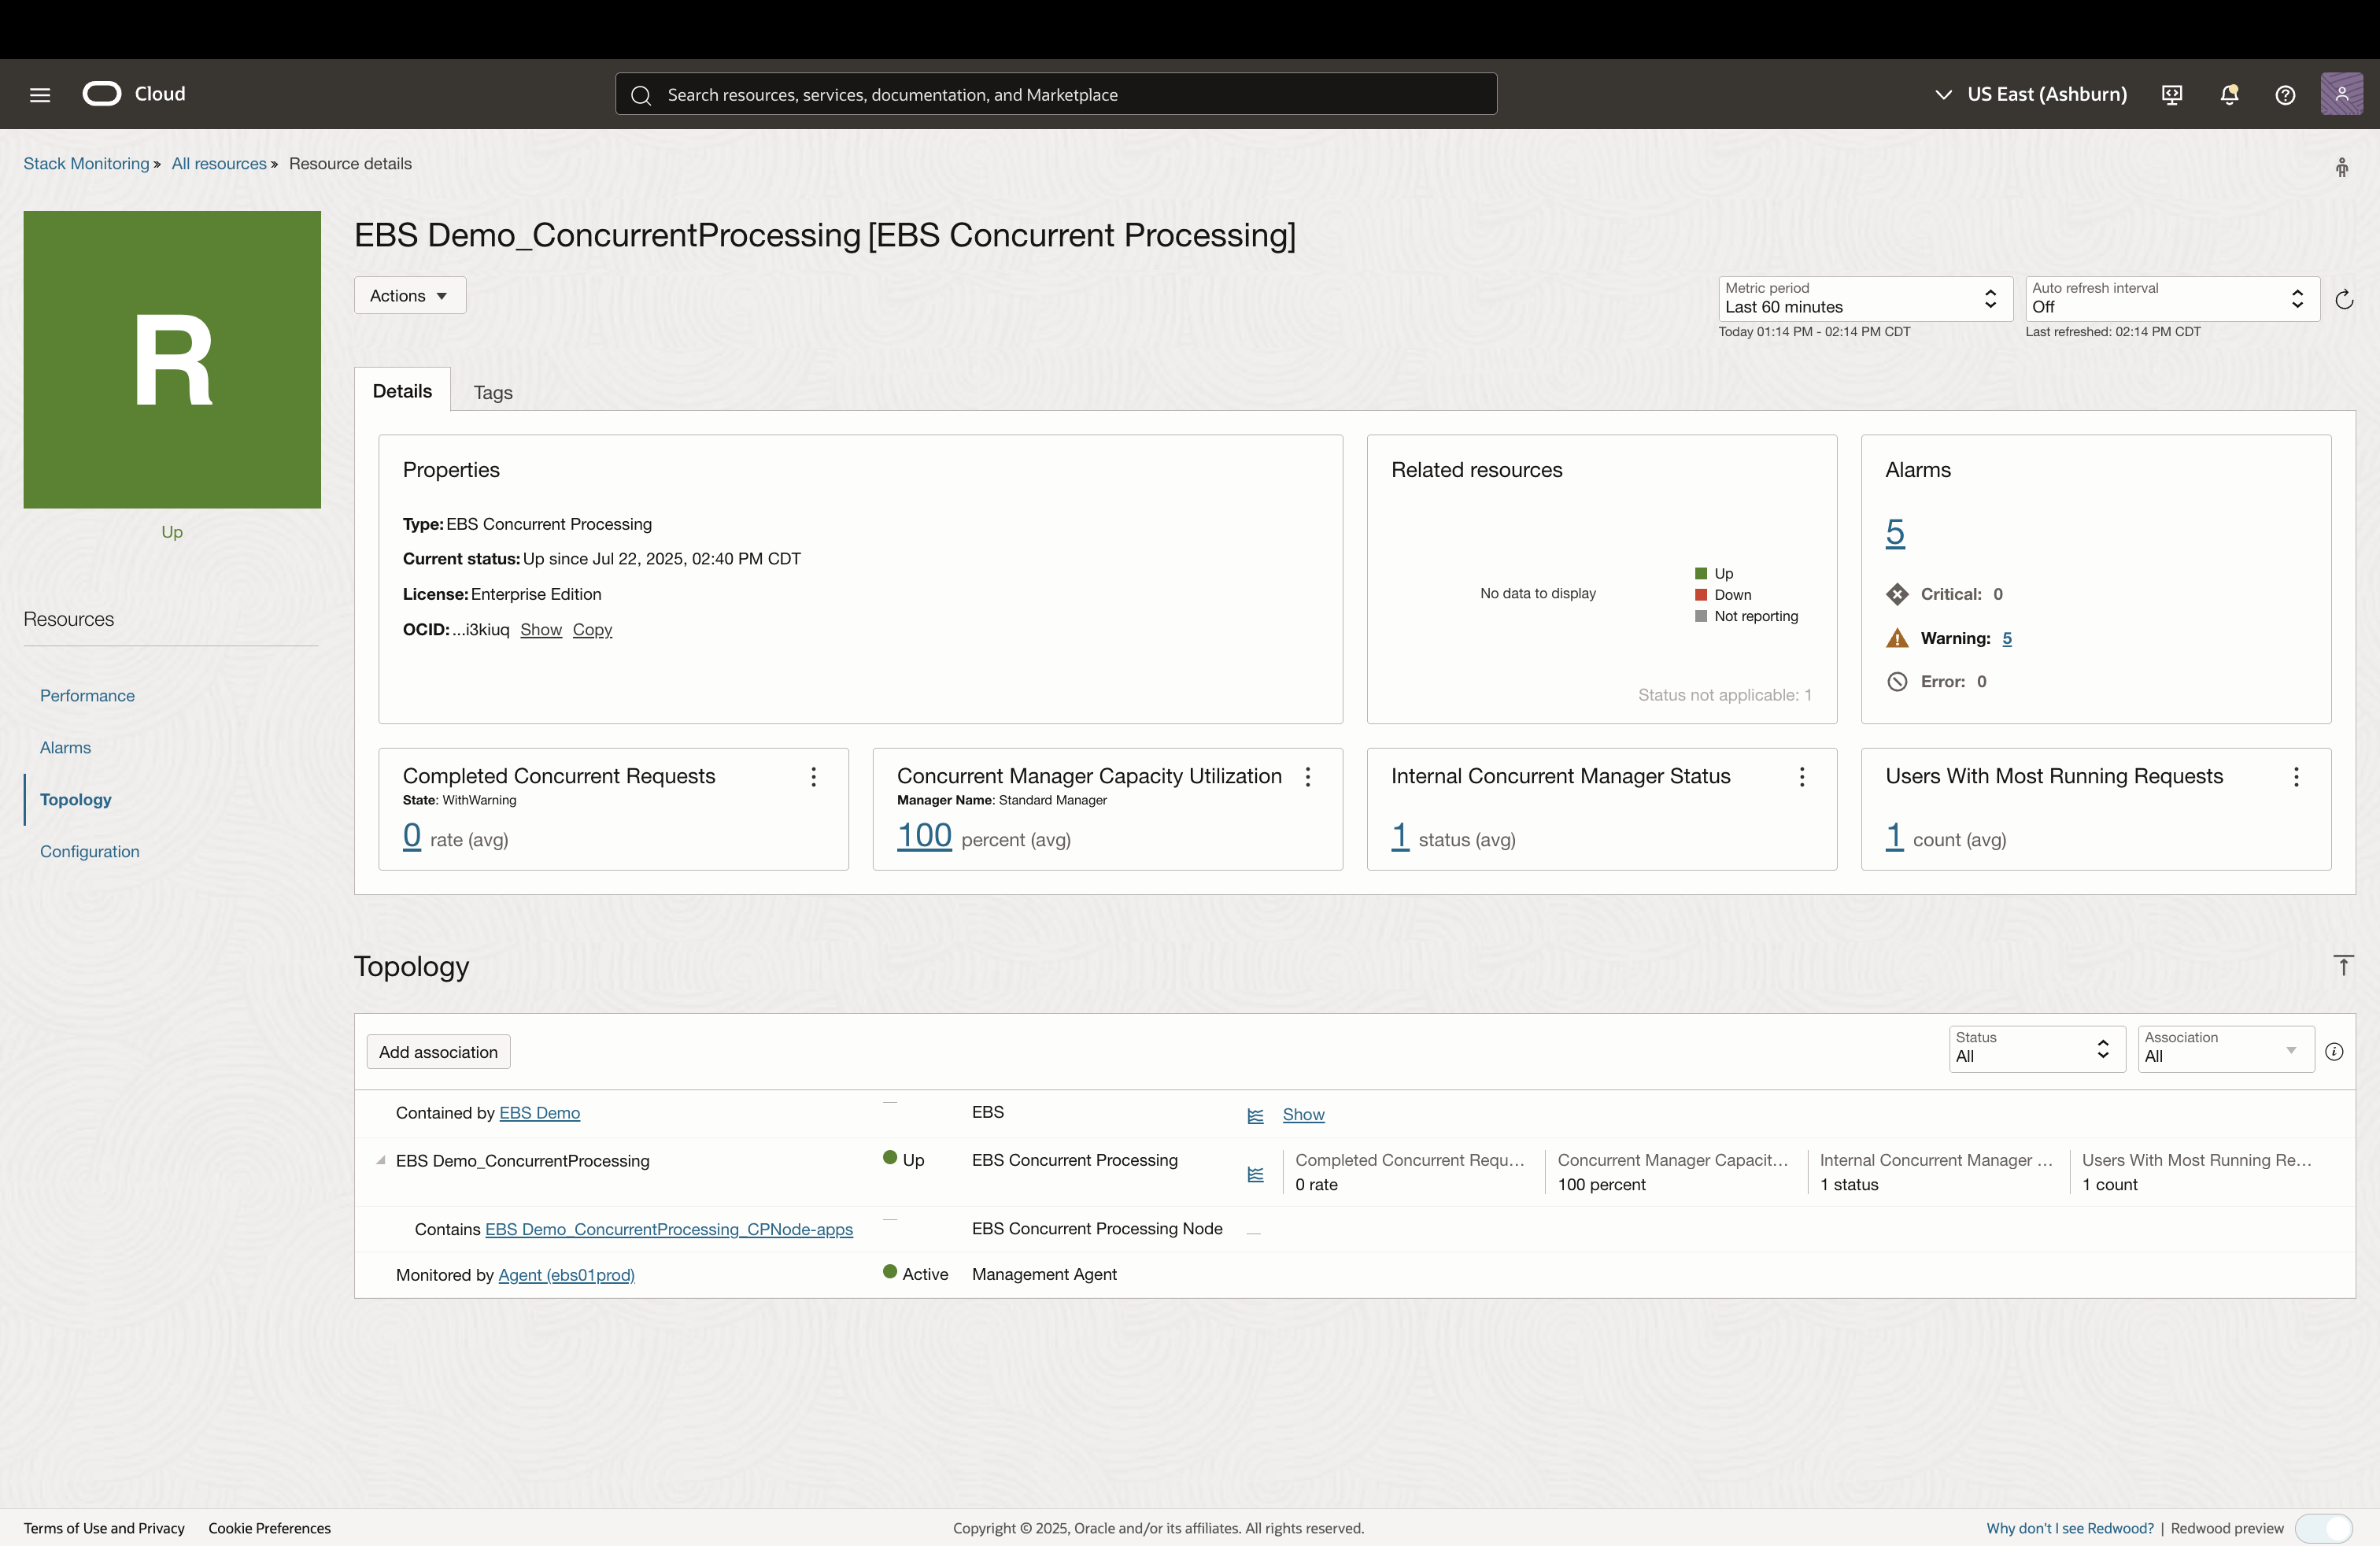 Cloud
Search resources, services, documentation, and Marketplace
US East (Ashburn)
Stack Monitoring » All resources » Resource details
R
Up
EBS Demo_ConcurrentProcessing [EBS Concurrent Processing]
Actions
Metric period
Last 60 minutes
Today 01:14 PM - 02:14 PM CDT
Auto refresh interval
Off
Last refreshed: 02:14 PM CDT
Resources
Performance
Alarms
Topology
Configuration
Details
Tags
Properties
Type: EBS Concurrent Processing
Current status: Up since Jul 22, 2025, 02:40 PM CDT
License: Enterprise Edition
OCID: ...i3kiuq Show Copy
Related resources
No data to display
Up
Down
Not reporting
Status not applicable: 1
Alarms
5
Critical: 0
Warning: 5
Error: 0
Completed Concurrent Requests
State: WithWarning
0 rate (avg)
Concurrent Manager Capacity Utilization
Manager Name: Standard Manager
100 percent (avg)
Internal Concurrent Manager Status
1 status (avg)
Users With Most Running Requests
1 count (avg)
Topology
Add association
Status
All
Association
All
Contained by EBS Demo — EBS Show
EBS Demo_ConcurrentProcessing Up EBS Concurrent Processing
Completed Concurrent Requ...
0 rate
Concurrent Manager Capacit...
100 percent
Internal Concurrent Manager ...
1 status
Users With Most Running Re...
1 count
Contains EBS Demo_ConcurrentProcessing_CPNode-apps — EBS Concurrent Processing Node —
Monitored by Agent (ebs01prod) Active Management Agent
Terms of Use and Privacy Cookie Preferences
Copyright © 2025, Oracle and/or its affiliates. All rights reserved.
Why don't I see Redwood? | Redwood preview